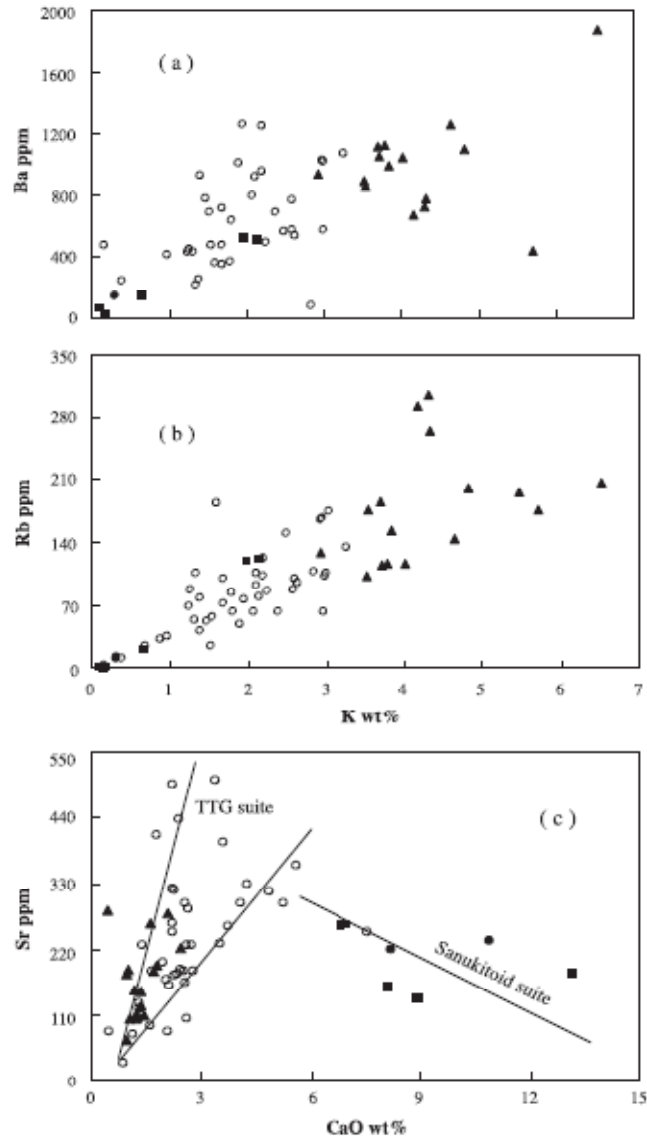 2000
1600
1200
800
400
0
Ba ppm
( a )
350
280
210
140
70
0
Rb ppm
( b )
0 1 2 3 4 5 6 7
K wt%
550
440
330
220
110
0
Sr ppm
TTG suite
( c )
Sanukitoid suite
0 3 6 9 12 15
CaO wt%